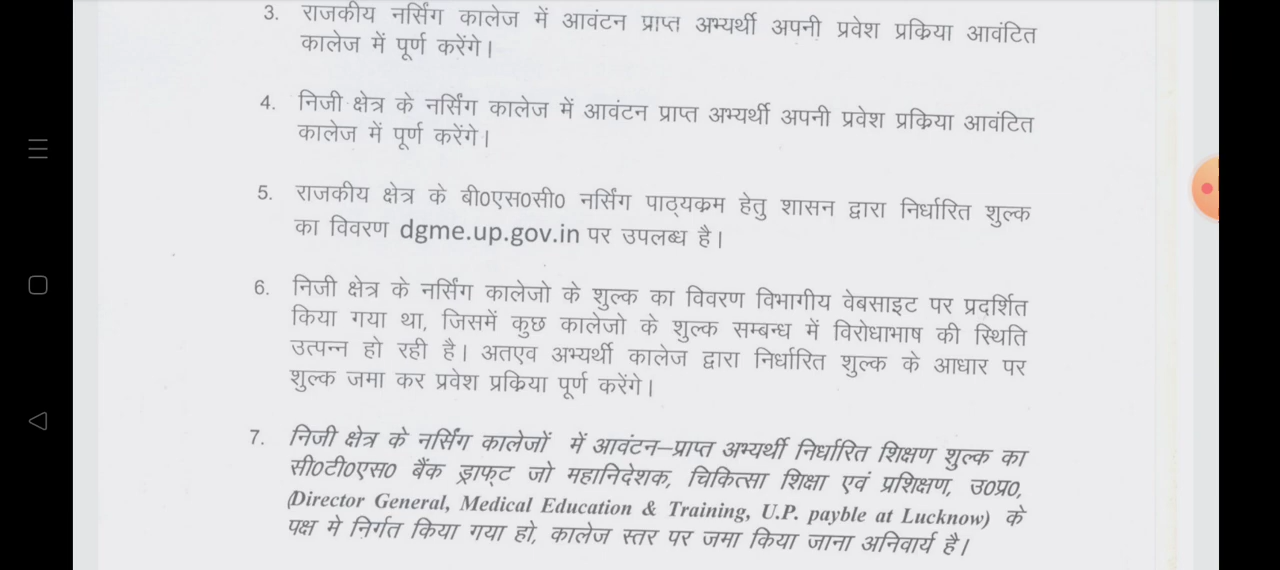 3. राजकीय नर्सिंग कालेज में आवंटन प्राप्त अभ्यर्थी अपनी प्रवेश प्रकिया आवंटित
कालेज में पूर्ण करेंगे।
4. निजी क्षेत्र के नर्सिंग कालेज में आवंटन प्राप्त अभ्यर्थी अपनी प्रवेश प्रकिया आवंटित
कालेज में पूर्ण करेंगे।
5. राजकीय क्षेत्र के बी0एस0सी0 नर्सिंग पाठ्यकम हेतु शासन द्वारा निर्धारित शुल्क
का विवरण dgme.up.gov.in पर उपलब्ध है।
6. निजी क्षेत्र के नर्सिंग कालेजो के शुल्क का विवरण विभागीय वेबसाइट पर प्रदर्शित
किया गया था, जिसमें कुछ कालेजो के शुल्क सम्बन्ध में विरोधाभाष की स्थिति
उत्पन्न हो रही है। अतएव अभ्यर्थी कालेज द्वारा निर्धारित शुल्क के आधार पर
शुल्क जमा कर प्रवेश प्रकिया पूर्ण करेंगे।
7. निजी क्षेत्र के नर्सिंग कालेजों में आवंटन–प्राप्त अभ्यर्थी निर्धारित शिक्षण शुल्क का
सी0टी0एस0 बैंक ड्राफ्ट जो महानिदेशक, चिकित्सा शिक्षा एवं प्रशिक्षण, उ0प्र0,
(Director General, Medical Education & Training, U.P. payble at Lucknow) के
पक्ष मे निर्गत किया गया हो, कालेज स्तर पर जमा किया जाना अनिवार्य है।